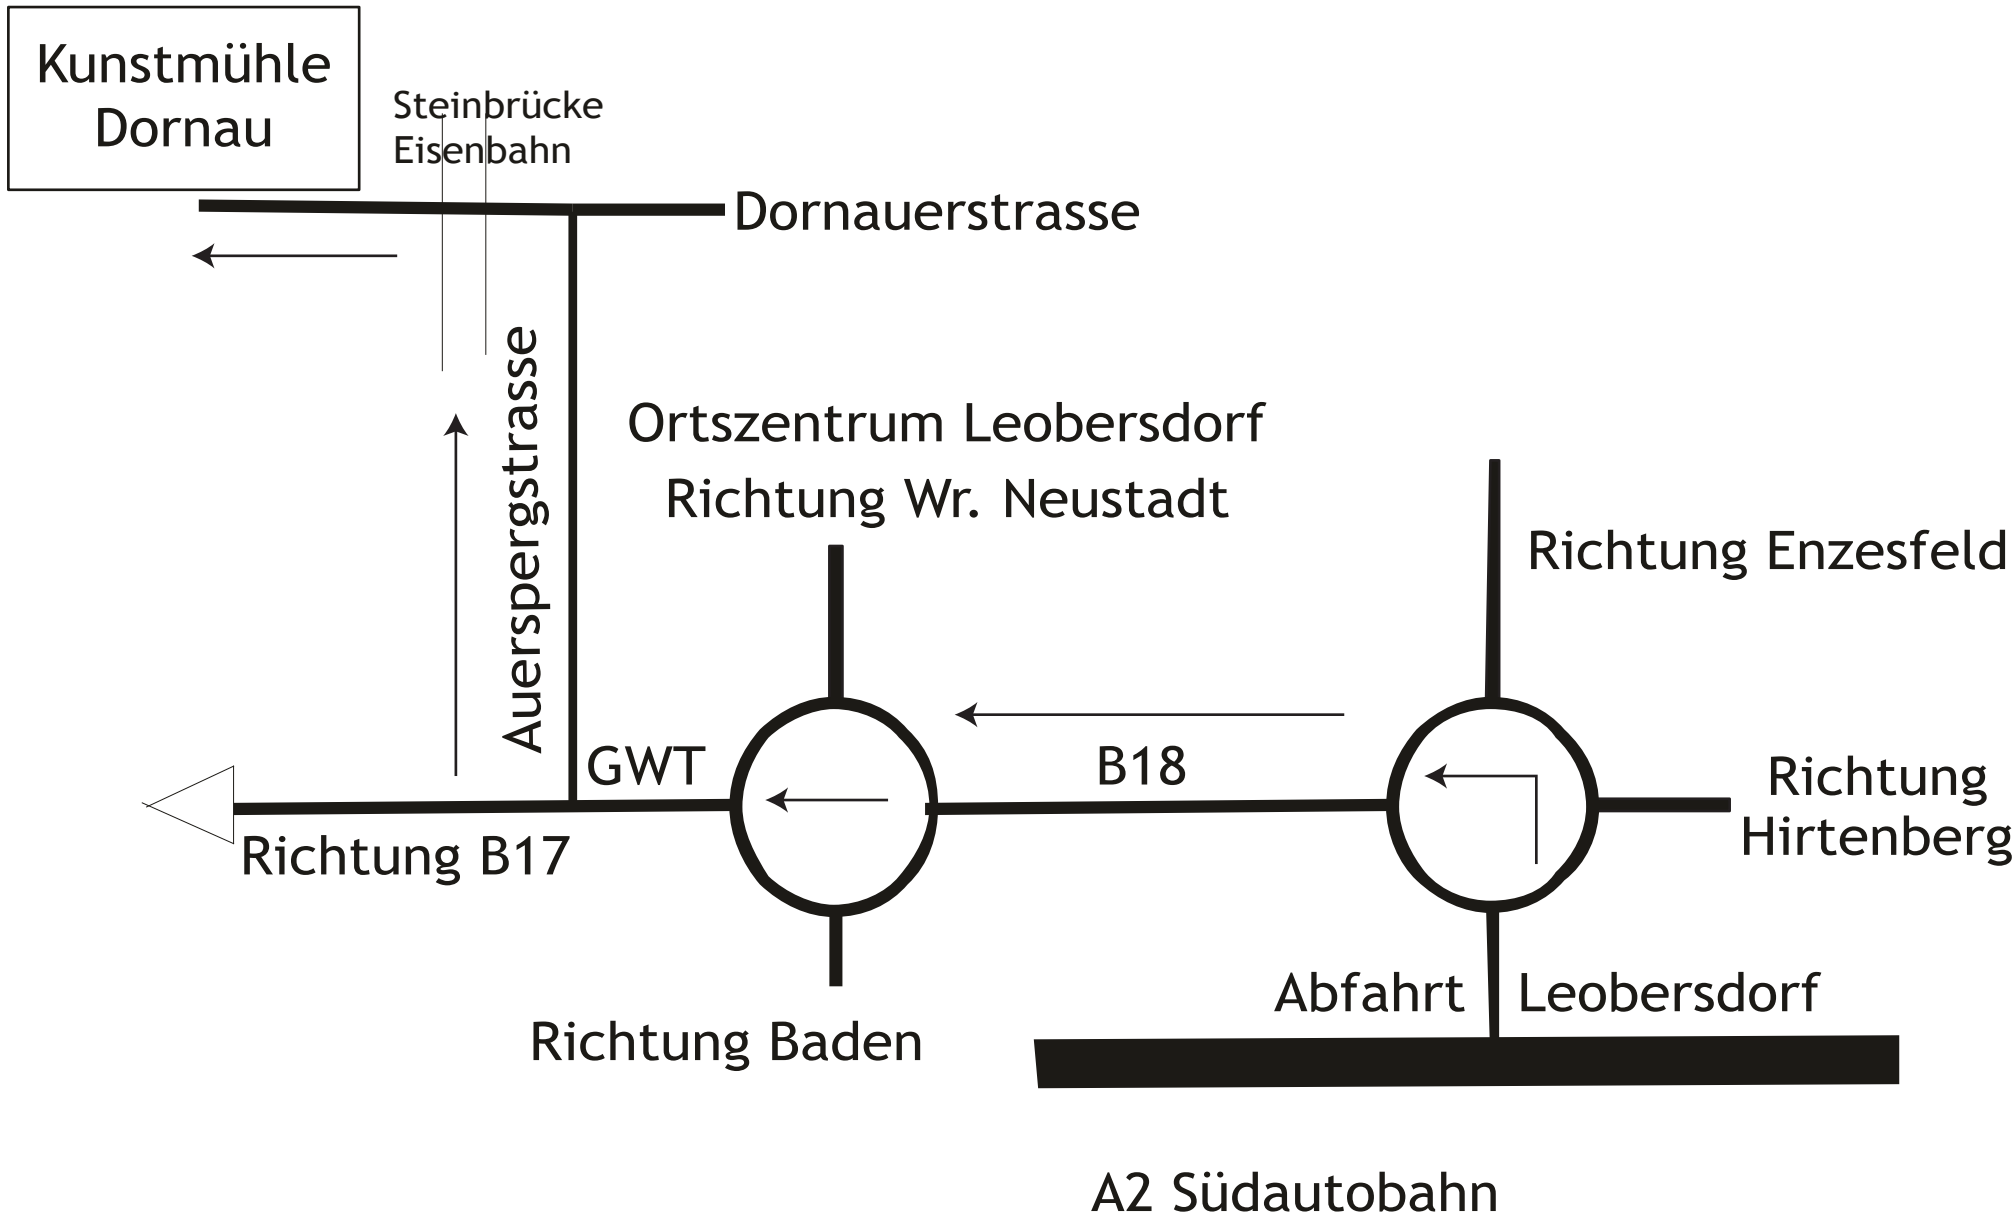 Kunstmühle
Dornau
Steinbrücke
Eisenbahn
Dornauerstrasse
Auerspergstrasse
Ortszentrum Leobersdorf
Richtung Wr. Neustadt
Richtung Enzesfeld
GWT
B18
Richtung
Hirtenberg
Richtung B17
Abfahrt Leobersdorf
Richtung Baden
A2 Südautobahn